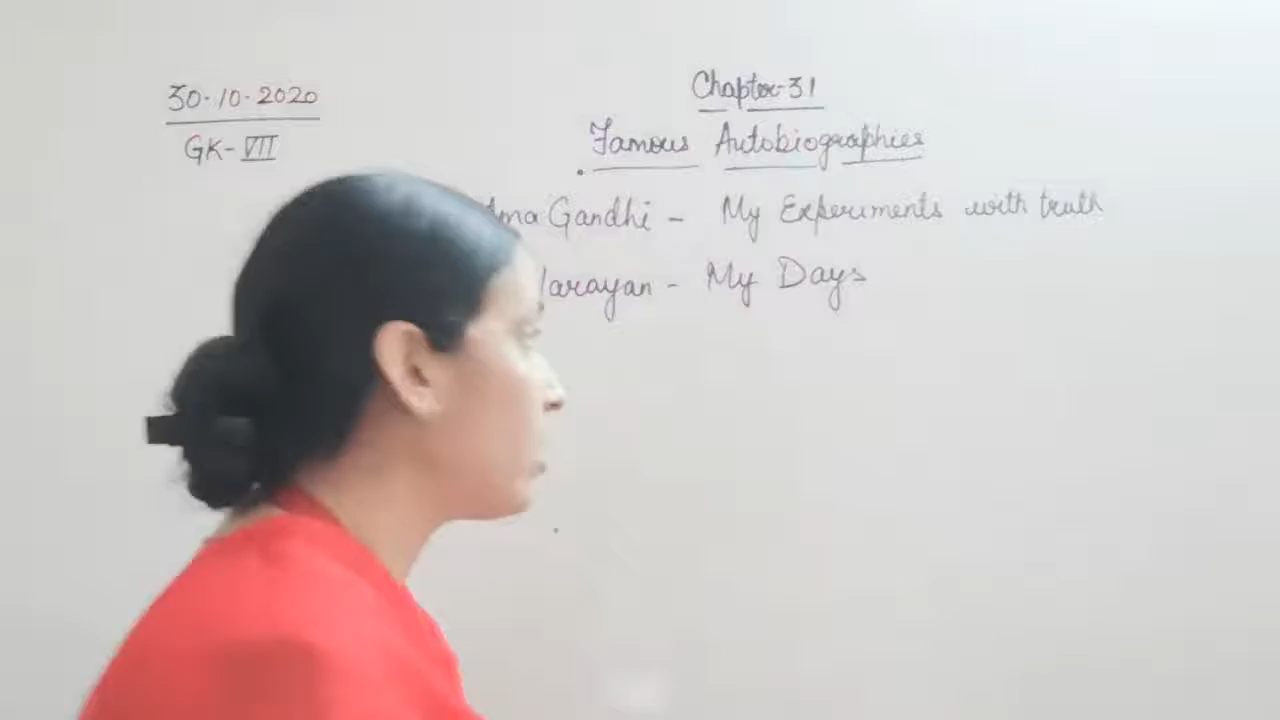 30.10.2020
GK-VII
Chapter-31
Famous Autobiographies
Gandhi - My Experiments with truth
- My Days